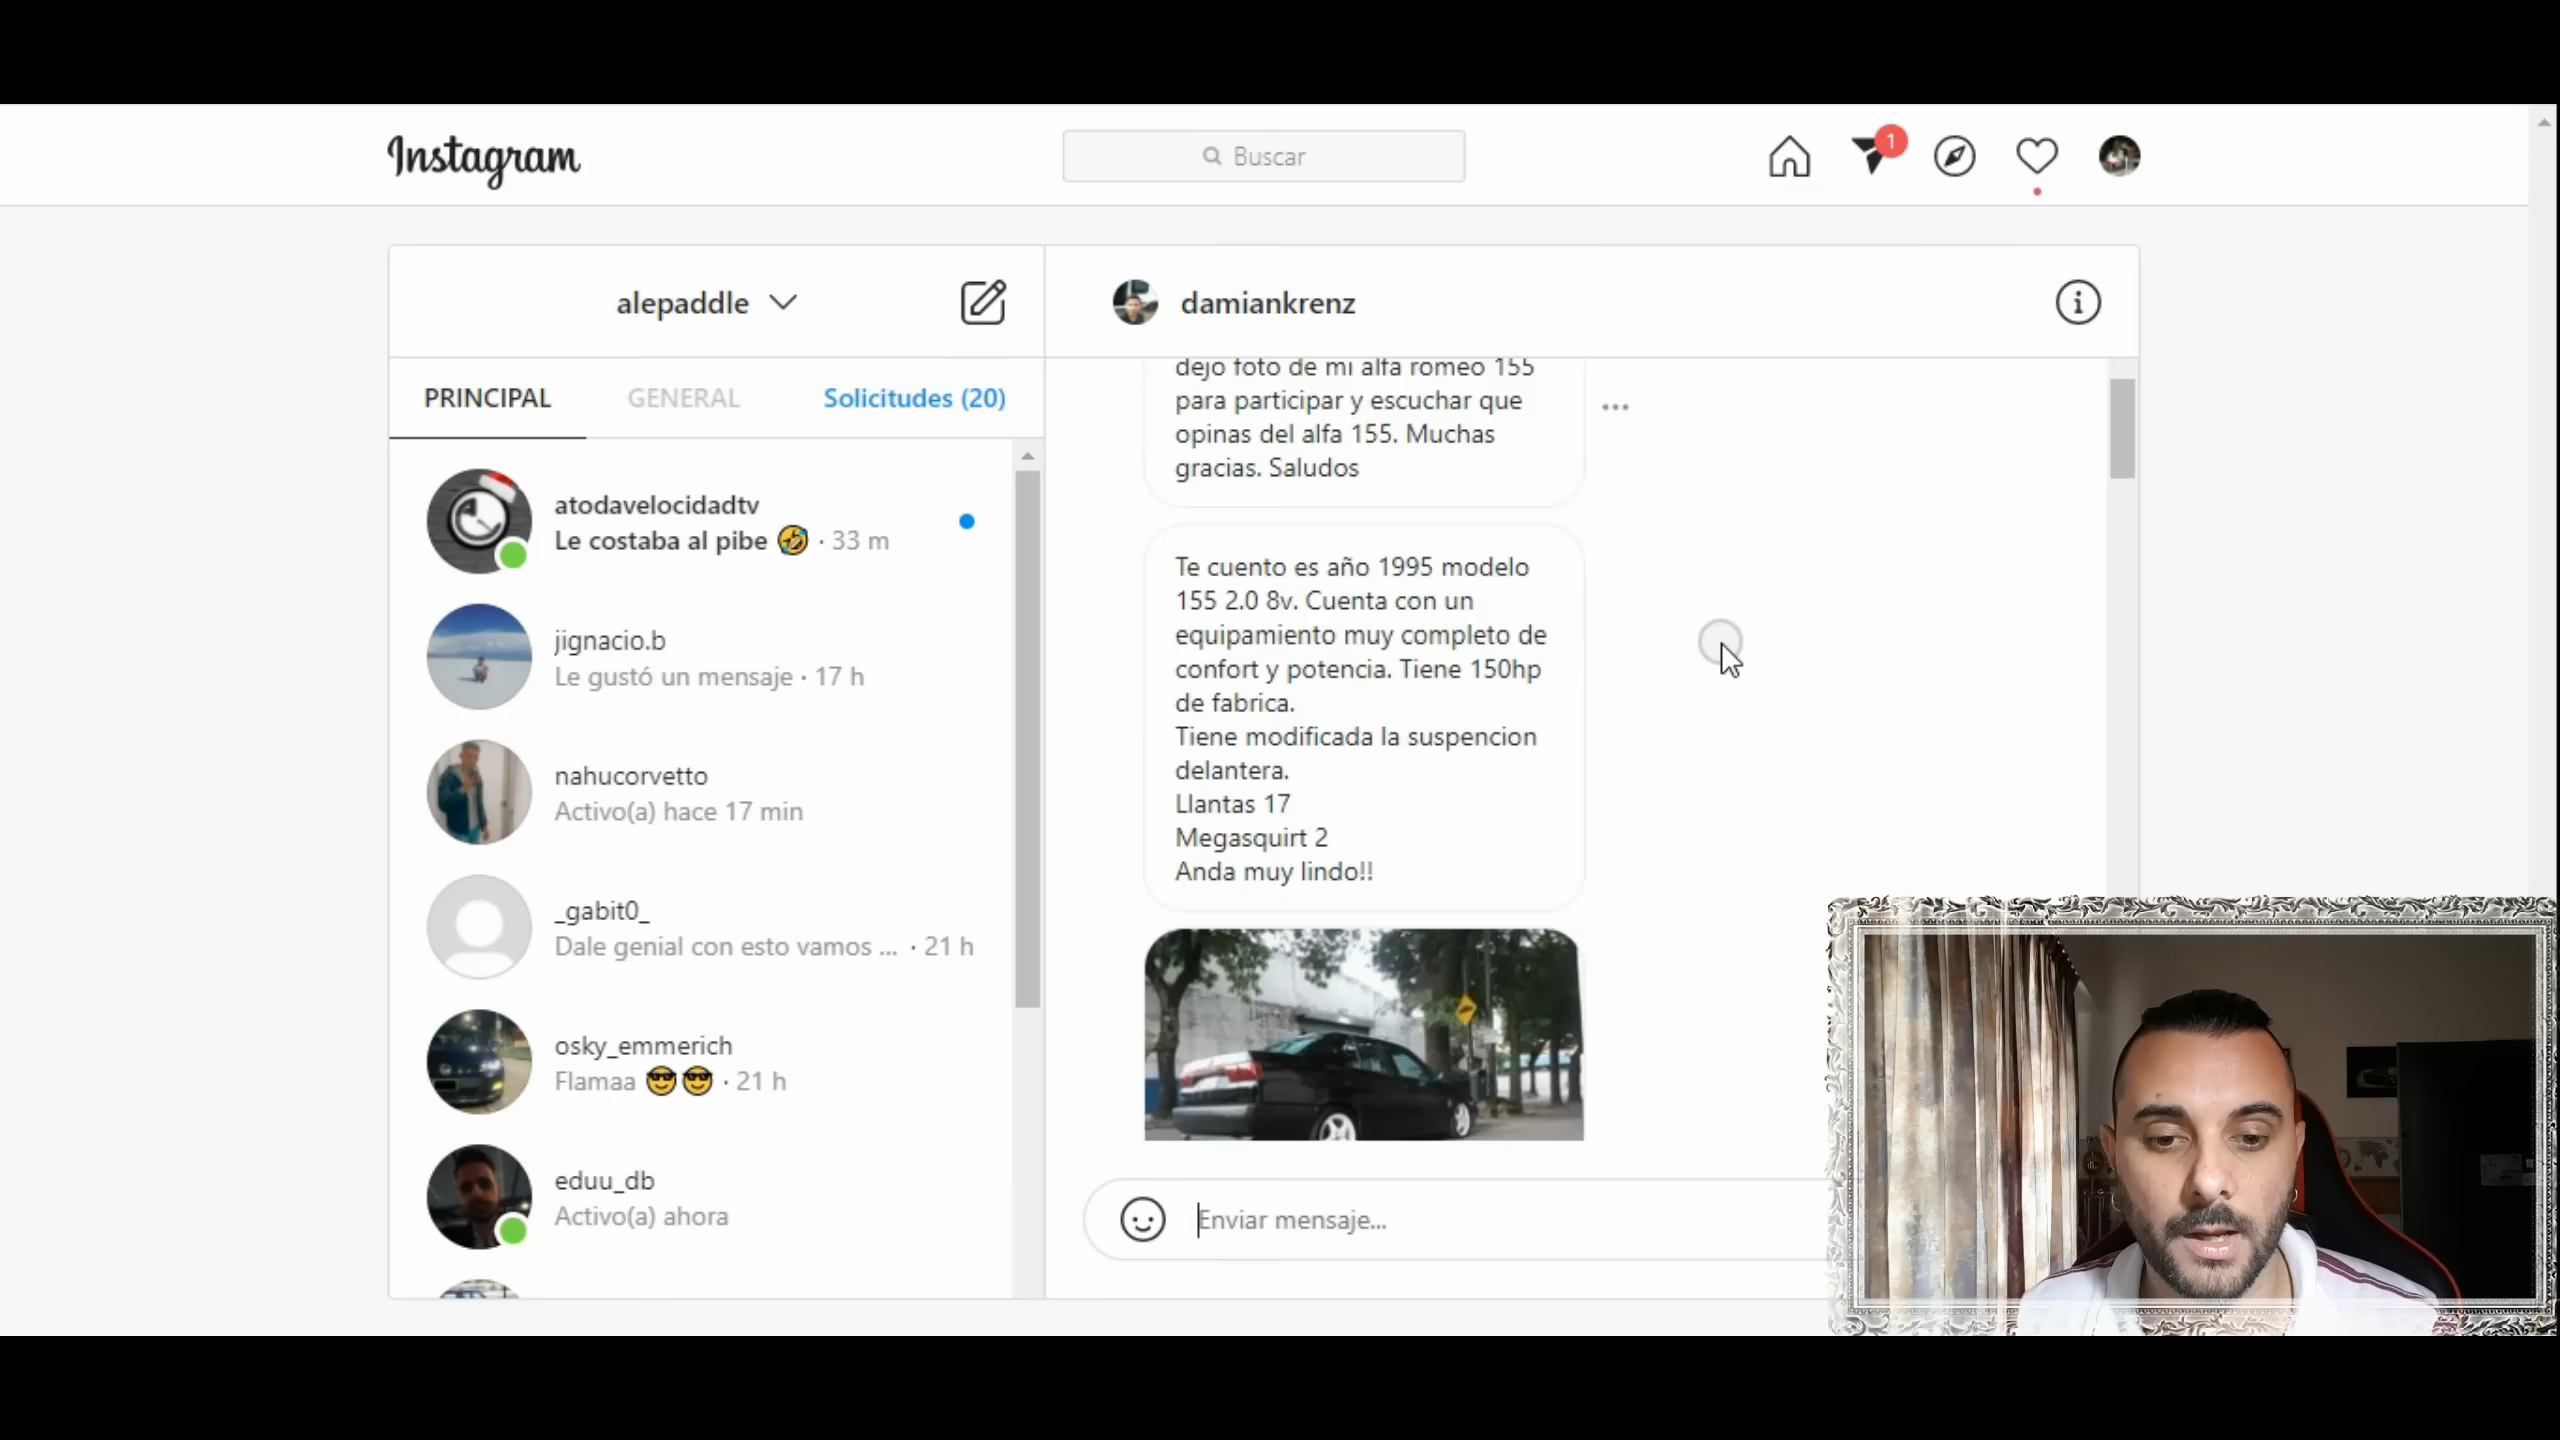 Instagram
Buscar
1
alepaddle
damiankrenz
PRINCIPAL
GENERAL
Solicitudes (20)
atodavelocidadtv
Le costaba al pibe 🤣 · 33 m
jignacio.b
Le gustó un mensaje · 17 h
nahucorvetto
Activo(a) hace 17 min
_gabit0_
Dale genial con esto vamos ... · 21 h
osky_emmerich
Flamaa 😎😎 · 21 h
eduu_db
Activo(a) ahora
dejo foto de mi alfa romeo 155
para participar y escuchar que
opinas del alfa 155. Muchas
gracias. Saludos
Te cuento es año 1995 modelo
155 2.0 8v. Cuenta con un
equipamiento muy completo de
confort y potencia. Tiene 150hp
de fabrica.
Tiene modificada la suspencion
delantera.
Llantas 17
Megasquirt 2
Anda muy lindo!!
Enviar mensaje...